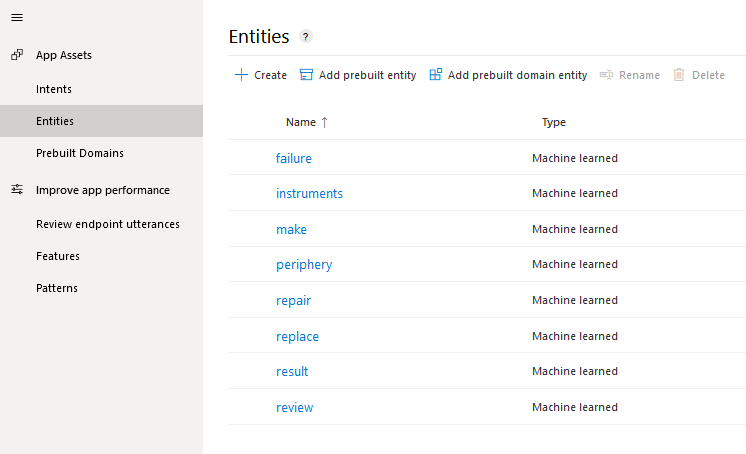 App Assets
Intents
Entities
Prebuilt Domains
Improve app performance
Review endpoint utterances
Features
Patterns
Entities ?
Create Add prebuilt entity Add prebuilt domain entity Rename Delete
Name ↑ Type
failure Machine learned
instruments Machine learned
make Machine learned
periphery Machine learned
repair Machine learned
replace Machine learned
result Machine learned
review Machine learned